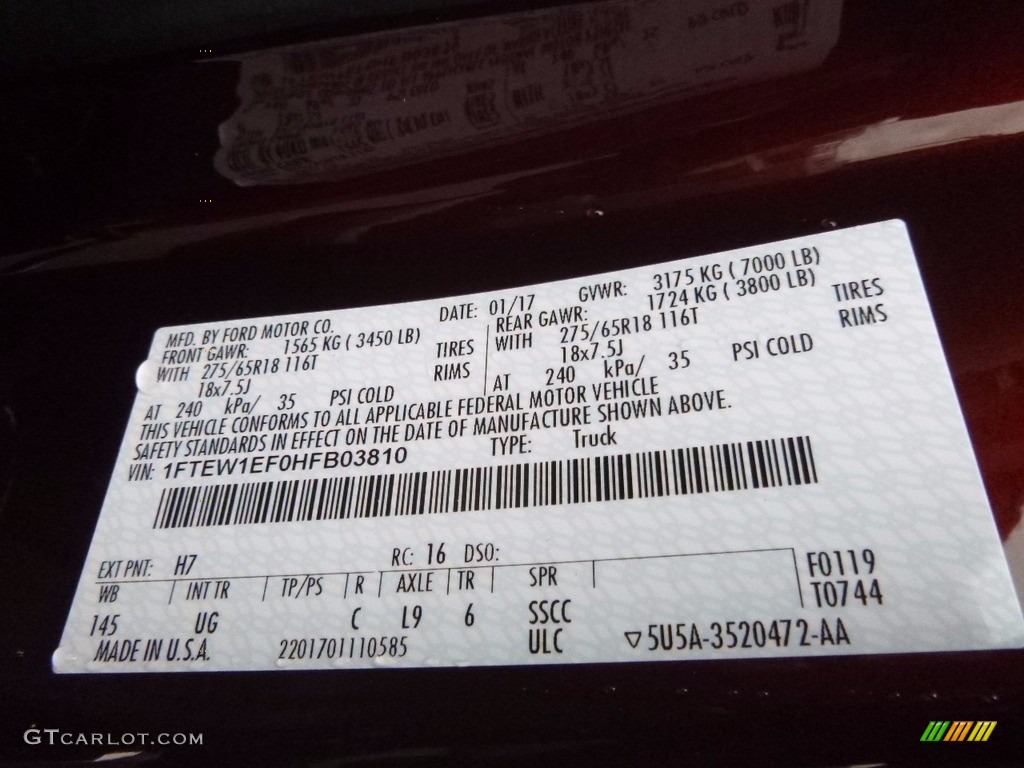 MFD. BY FORD MOTOR CO.
DATE: 01/17 GVWR: 3175 KG ( 7000 LB)
FRONT GAWR: 1565 KG ( 3450 LB)
REAR GAWR: 1724 KG ( 3800 LB)
WITH 275/65R18 116T TIRES
WITH 275/65R18 116T TIRES
18x7.5J RIMS
18x7.5J RIMS
AT 240 kPa/ 35 PSI COLD
AT 240 kPa/ 35 PSI COLD
THIS VEHICLE CONFORMS TO ALL APPLICABLE FEDERAL MOTOR VEHICLE
SAFETY STANDARDS IN EFFECT ON THE DATE OF MANUFACTURE SHOWN ABOVE.
VIN: 1FTEW1EF0HFB03810 TYPE: Truck
EXT PNT: H7 RC: 16 DSO:
WB INT TR TP/PS R AXLE TR SPR
F0119
T0744
145 UG C L9 6 SSCC
MADE IN U.S.A. 2201701110585 ULC ▽5U5A-3520472-AA
GTCARLOT.COM